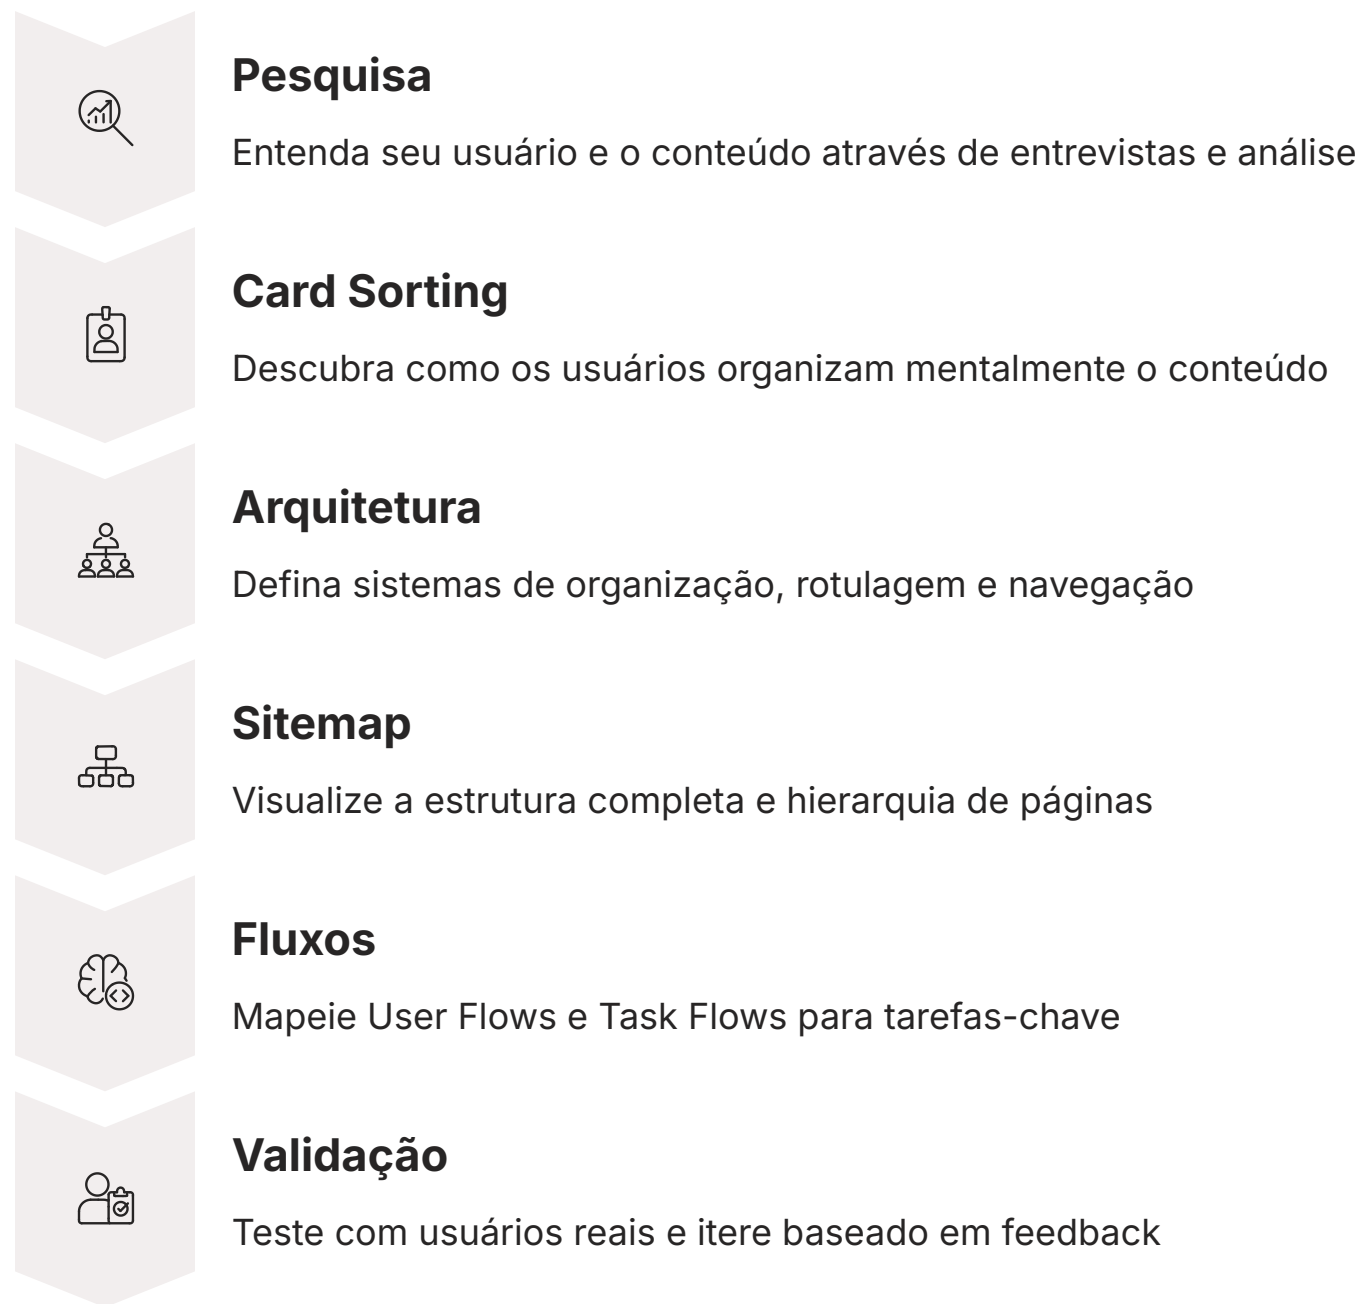 Pesquisa
Entenda seu usuário e o conteúdo através de entrevistas e análise
Card Sorting
Descubra como os usuários organizam mentalmente o conteúdo
Arquitetura
Defina sistemas de organização, rotulagem e navegação
Sitemap
Visualize a estrutura completa e hierarquia de páginas
Fluxos
Mapeie User Flows e Task Flows para tarefas-chave
Validação
Teste com usuários reais e itere baseado em feedback